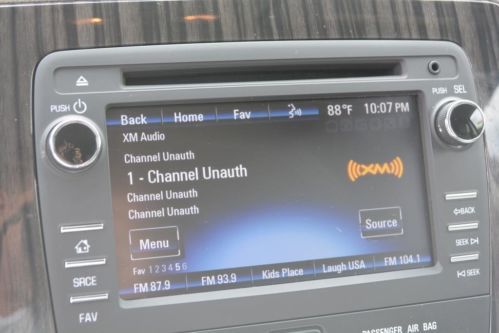 PUSH
PUSH SEL
Back Home Fav 88°F 10:07 PM
XM Audio
Channel Unauth
1 - Channel Unauth
Channel Unauth
Channel Unauth
XM
Menu
Source
Fav 1 2 3 4 5 6
FM 87.9 FM 93.9 Kids Place Laugh USA FM 104.1
SRCE
FAV
BACK
SEEK
SEEK
PASSENGER AIR BAG